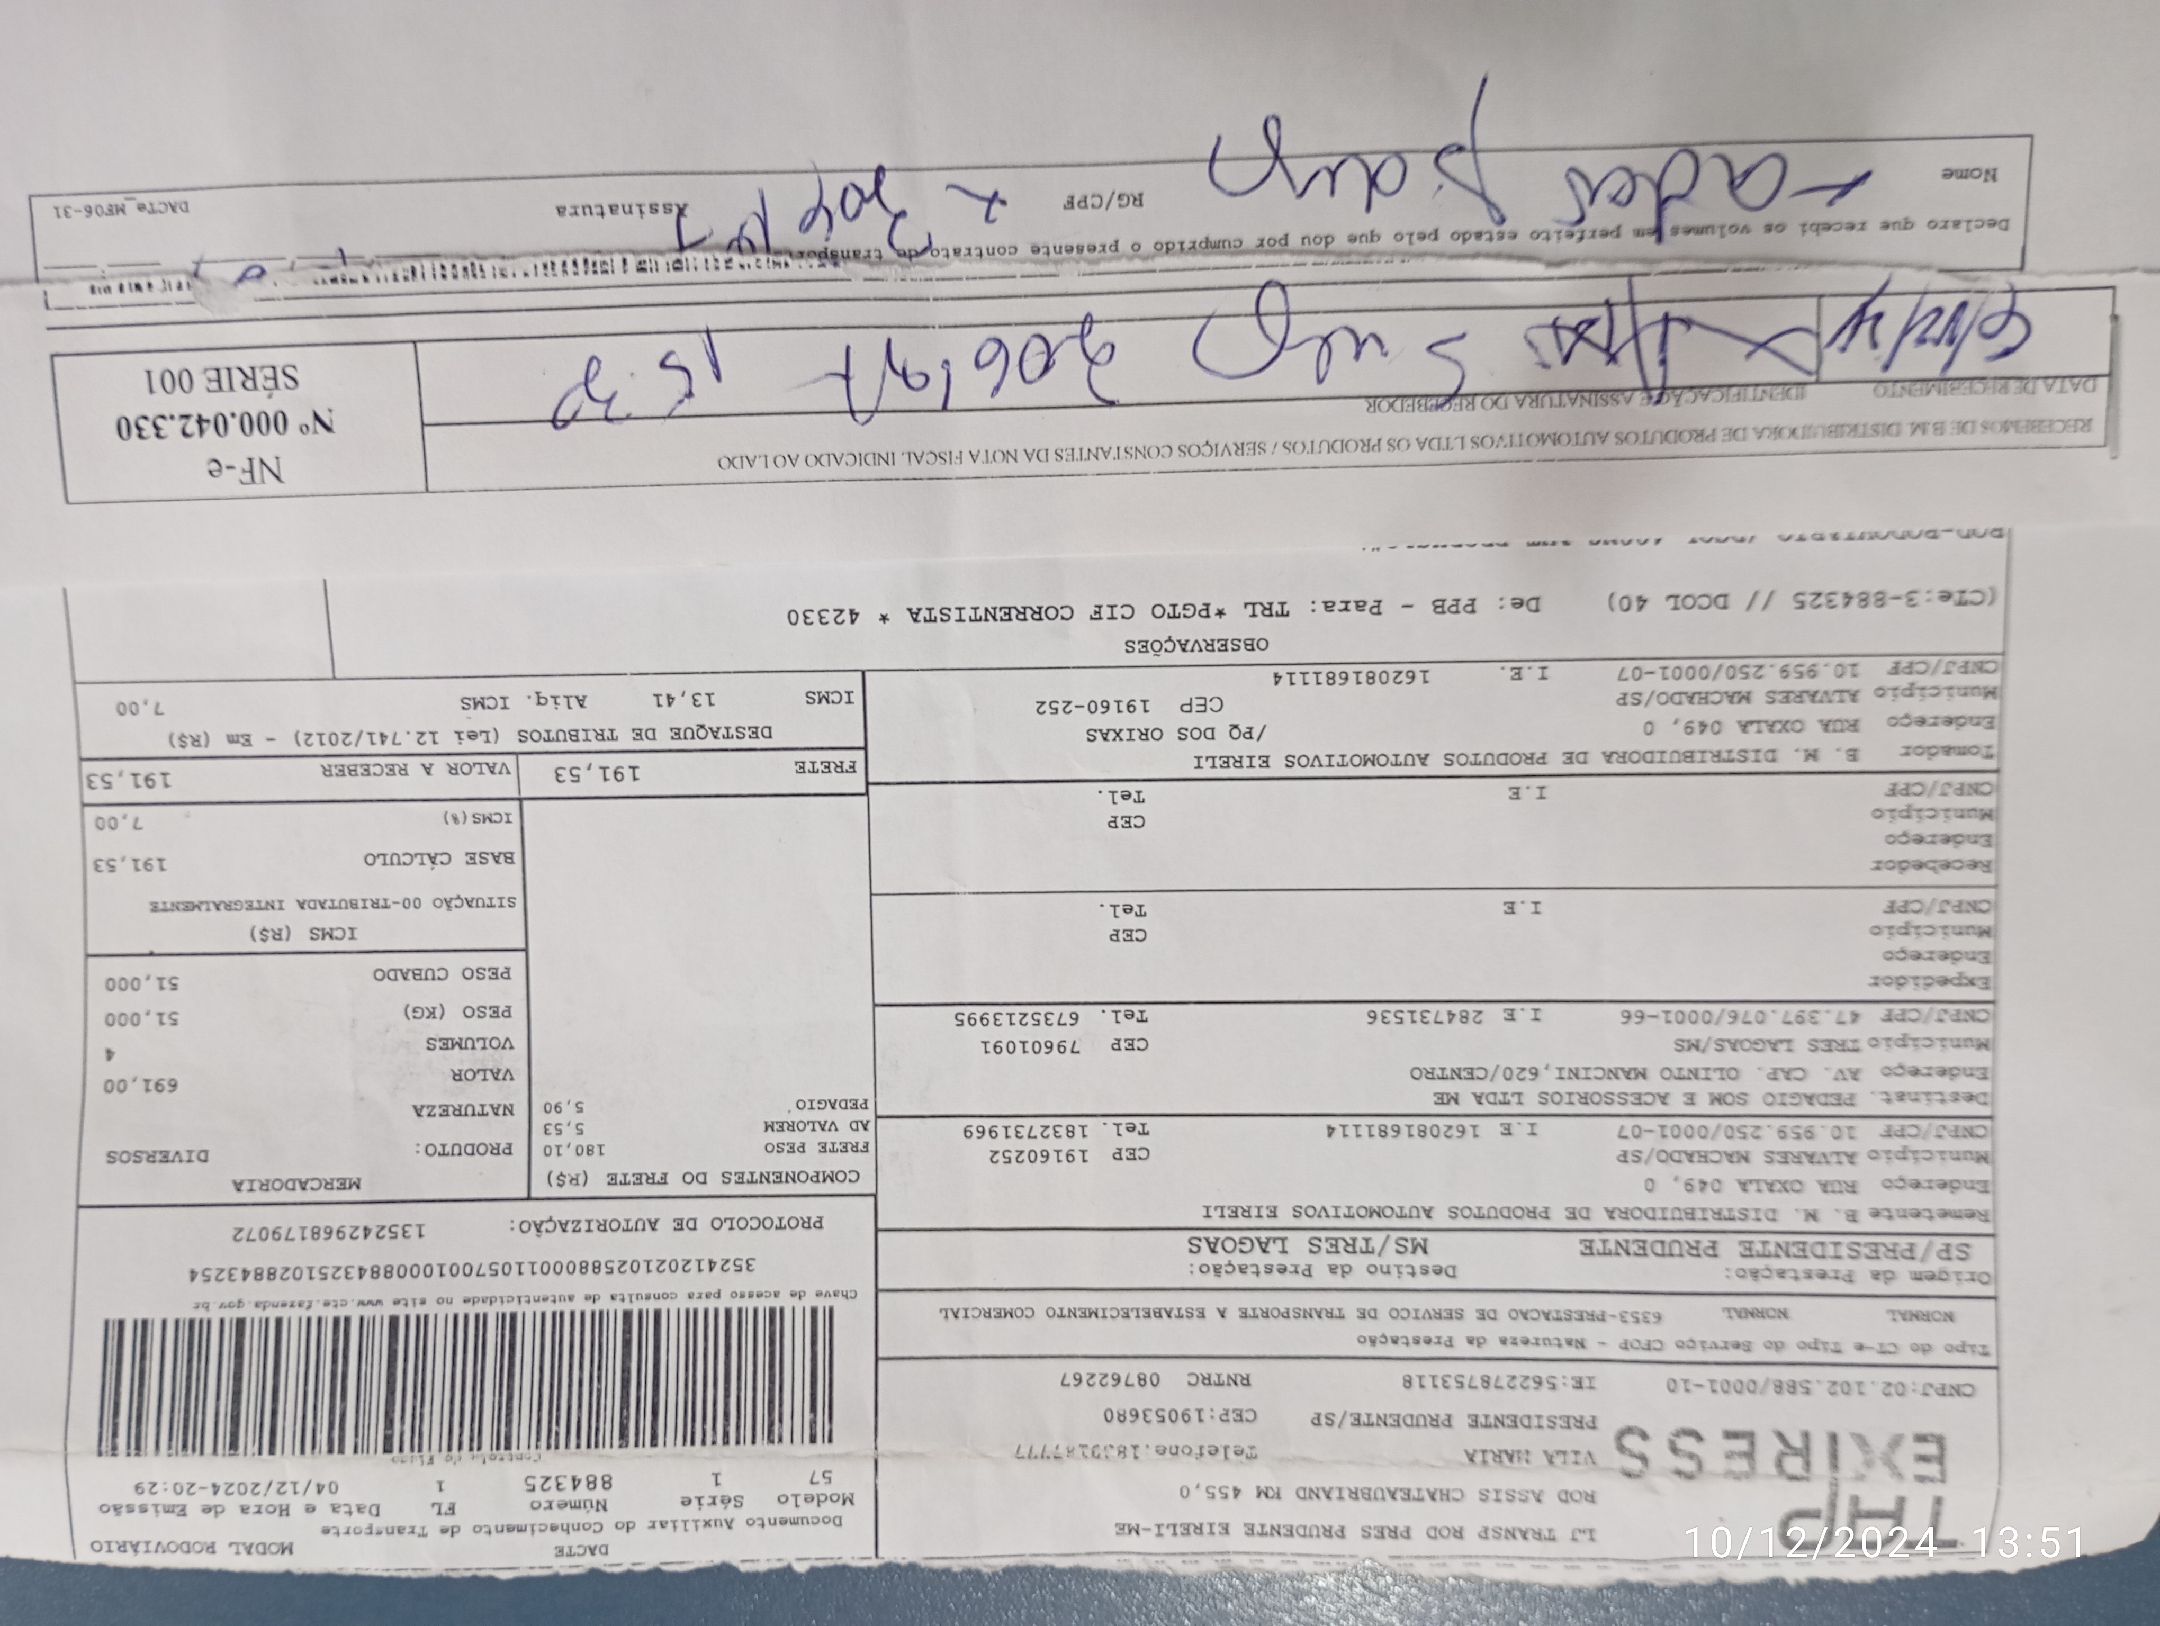 LJ TRANSP ROD PRES PRUDENTE EIRELI-ME
ROD ASSIS CHATEAUBRIAND KM 455,0
VILA MARIA
PRESIDENTE PRUDENTE/SP CEP:19053680
CNPJ:02.102.588/0001-10 IE:562278753118 RNTRC 08762267
Tipo do CT-e Tipo do Serviço CFOP - Natureza da Prestação
NORMAL NORMAL 6353-PRESTACAO DE SERVICO DE TRANSPORTE A ESTABELECIMENTO COMERCIAL
Origem da Prestação: Destino da Prestação:
SP/PRESIDENTE PRUDENTE MS/TRES LAGOAS
Remetente B. M. DISTRIBUIDORA DE PRODUTOS AUTOMOTIVOS EIRELI
Endereço RUA OXALA 049, 0
Município ALVARES MACHADO/SP CEP 19160252
CNPJ/CPF 10.959.250/0001-07 I.E 162081681114 Tel. 1832731969
Destinat. PEDAGIO SOM E ACESSORIOS LTDA ME
Endereço AV. CAP. OLINTO MANCINI,620/CENTRO
Município TRES LAGOAS/MS CEP 79601091
CNPJ/CPF 47.397.076/0001-66 I.E 284731536 Tel. 6735213995
Expedidor
Endereço
Município CEP
CNPJ/CPF I.E Tel.
Recebedor
Endereço
Município CEP
CNPJ/CPF I.E Tel.
Tomador B. M. DISTRIBUIDORA DE PRODUTOS AUTOMOTIVOS EIRELI
Endereço RUA OXALA 049, 0 /PQ DOS ORIXAS
Município ALVARES MACHADO/SP CEP 19160-252
CNPJ/CPF 10.959.250/0001-07 I.E. 162081681114
DACTE MODAL RODOVIÁRIO
Documento Auxiliar do Conhecimento de Transporte
Modelo Série Número FL Data e Hora de Emissão
57 1 884325 1 04/12/2024-20:29
Controle do Fisco
Chave de acesso para consulta de autenticidade no site www.cte.fazenda.gov.br
35241202102588000110570010008843251028843254
PROTOCOLO DE AUTORIZAÇÃO: 135242968179072
COMPONENTES DO FRETE (R$)
FRETE PESO 180,10
AD VALOREM 5,53
PEDAGIO 5,90
MERCADORIA
PRODUTO: DIVERSOS
NATUREZA
VALOR 691,00
VOLUMES 4
PESO (KG) 51,000
PESO CUBADO 51,000
ICMS (R$)
SITUAÇÃO 00-TRIBUTADA INTEGRALMENTE
BASE CÁLCULO 191,53
ICMS(%) 7,00
FRETE 191,53 VALOR A RECEBER 191,53
DESTAQUE DE TRIBUTOS (Lei 12.741/2012) - Em (R$)
ICMS 13,41 Aliq. ICMS 7,00
OBSERVAÇÕES
(CTe:3-884325 // DCOL 40) De: PPB - Para: TRL *PGTO CIF CORRENTISTA * 42330
RECEBEMOS DE B.M. DISTRIBUIDORA DE PRODUTOS AUTOMOTIVOS LTDA OS PRODUTOS / SERVIÇOS CONSTANTES DA NOTA FISCAL INDICADO AO LADO
DATA DE RECEBIMENTO IDENTIFICAÇÃO E ASSINATURA DO RECEBEDOR
NF-e
Nº 000.042.330
SÉRIE 001
Declaro que recebi os volumes em perfeito estado pelo que dou por cumprido o presente contrato de transporte
Nome RG/CPF Assinatura DACTe_MF06-31
10/12/2024 13:51